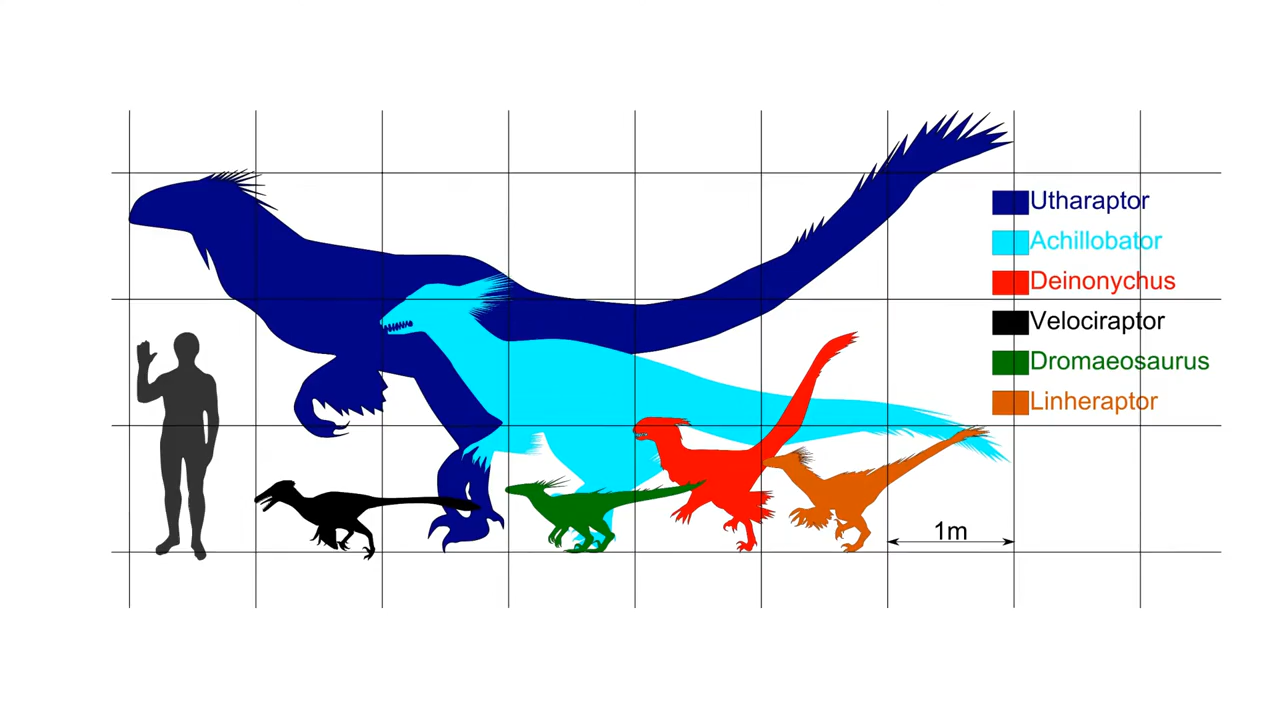 Utharaptor
Achillobator
Deinonychus
Velociraptor
Dromaeosaurus
Linheraptor
1m